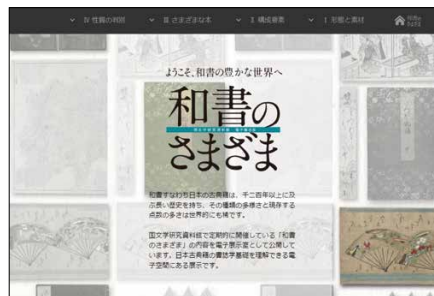 Ⅳ 性質の判別
Ⅲ さまざまな本
Ⅱ 構成要素
Ⅰ 形態と素材
ようこそ、和書の豊かな世界へ
和書の
さまざま
和書すなわち日本の古典籍は、千二百年以上に及
ぶ長い歴史を持ち、その種類の多様さと現存する
点数の多さは世界的にも稀です。
国文学研究資料館で定期的に開催している「和書
のさまざま」の内容を電子展示室として公開して
います。日本古典籍の書誌学基礎を理解できる電
子空間にある展示です。